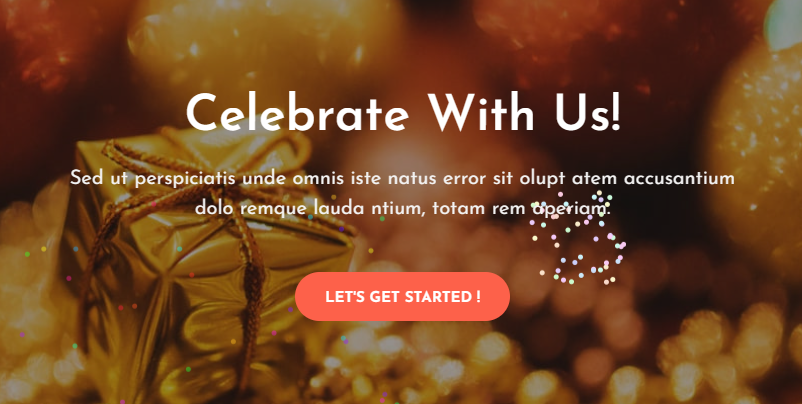 Celebrate With Us!
Sed ut perspiciatis unde omnis iste natus error sit olupt atem accusantium
dolo remque lauda ntium, totam rem aperiam.
LET'S GET STARTED !